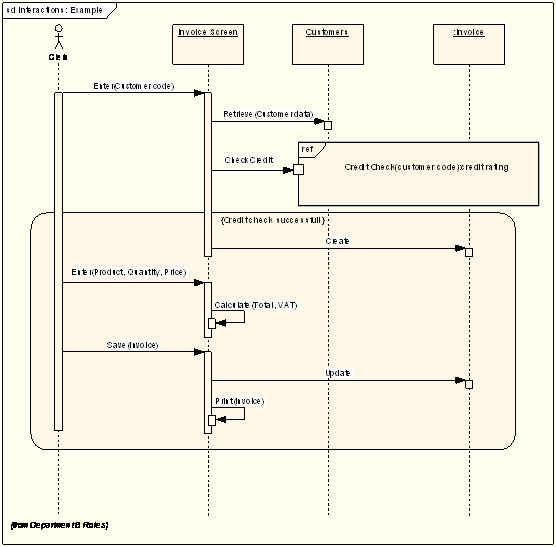 sd Interactions : Example
Clerk
Invoice Screen
Customers
:Invoice
Enter(Customer code)
Retrieve(Customer data)
ref
CheckCredit
Credit Check(customer code):credit rating
{Credit check successful}
Create
Enter(Product, Quantity, Price)
Calculate(Total, VAT)
Save(Invoice)
Update
Print(Invoice)
(from Department B Roles)